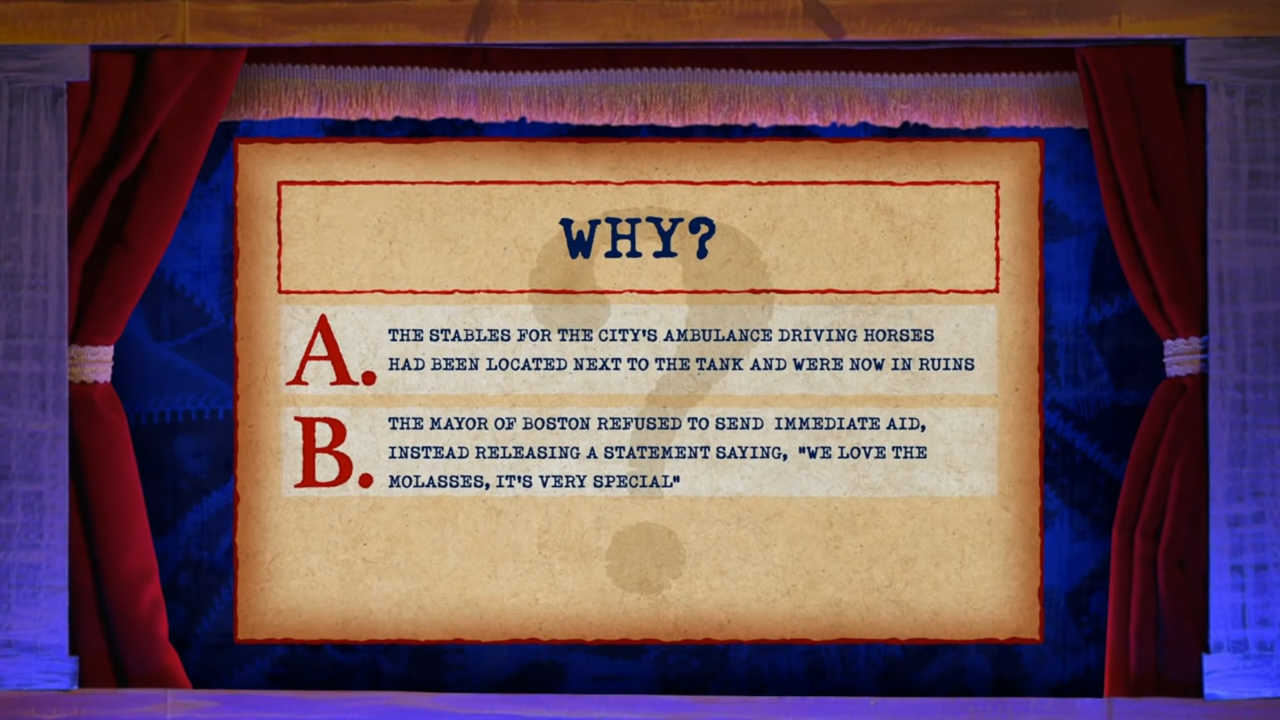 WHY?
A. THE STABLES FOR THE CITY'S AMBULANCE DRIVING HORSES
HAD BEEN LOCATED NEXT TO THE TANK AND WERE NOW IN RUINS
B. THE MAYOR OF BOSTON REFUSED TO SEND IMMEDIATE AID,
INSTEAD RELEASING A STATEMENT SAYING, "WE LOVE THE
MOLASSES, IT'S VERY SPECIAL"